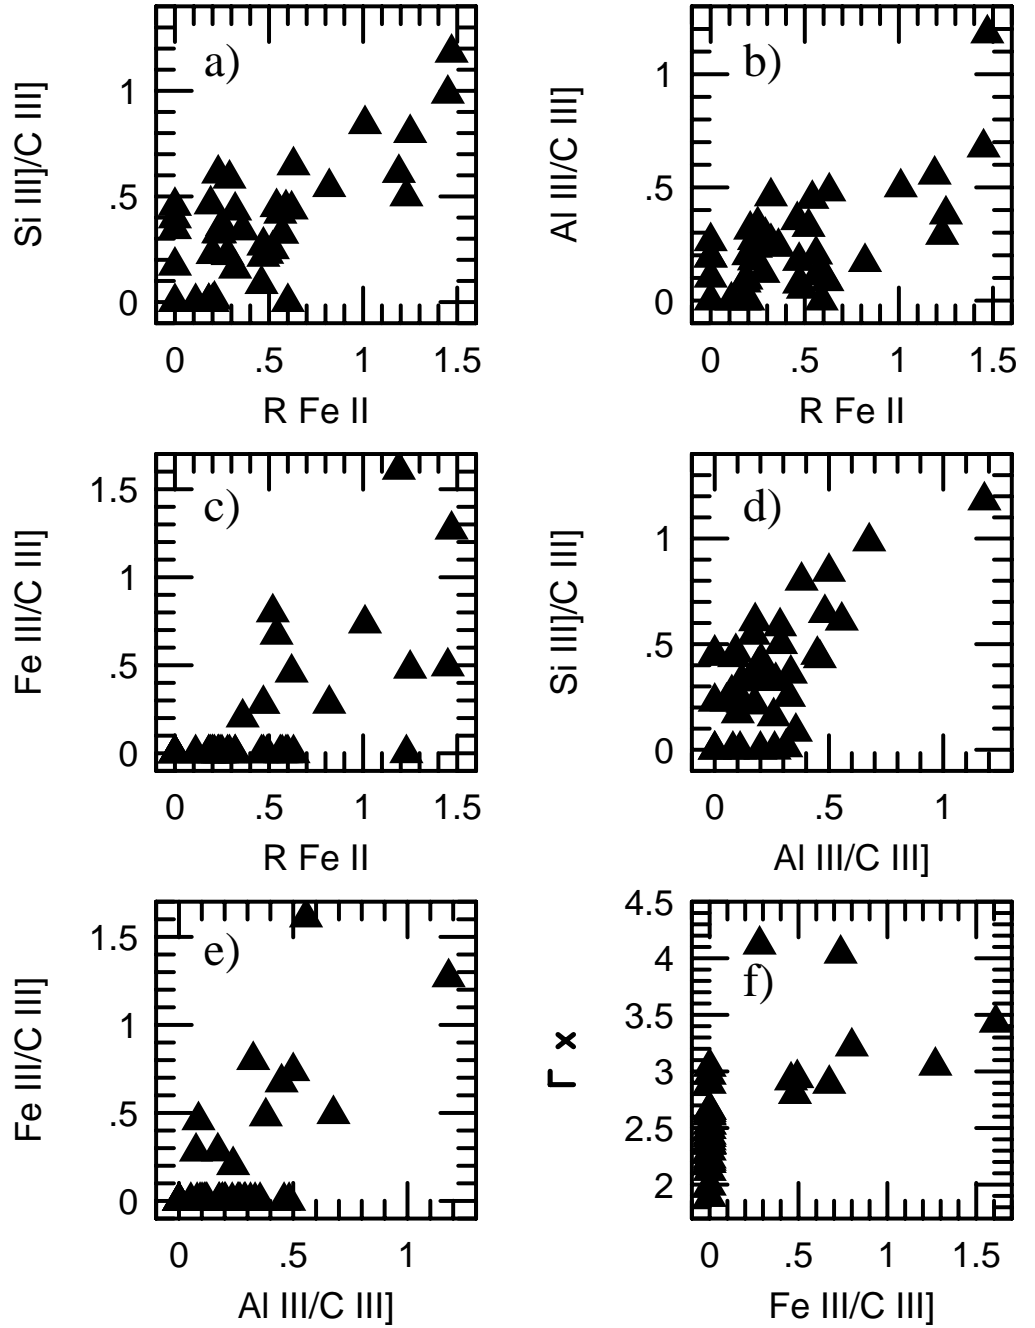 a)
Si III]/C III]
1
.5
0
0 .5 1 1.5
R Fe II
b)
Al III/C III]
1
.5
0
0 .5 1 1.5
R Fe II
c)
Fe III/C III]
1.5
1
.5
0
0 .5 1 1.5
R Fe II
d)
Si III]/C III]
1
.5
0
0 .5 1
Al III/C III]
e)
Fe III/C III]
1.5
1
.5
0
0 .5 1
Al III/C III]
f)
Γ x
4.5
4
3.5
3
2.5
2
0 .5 1 1.5
Fe III/C III]